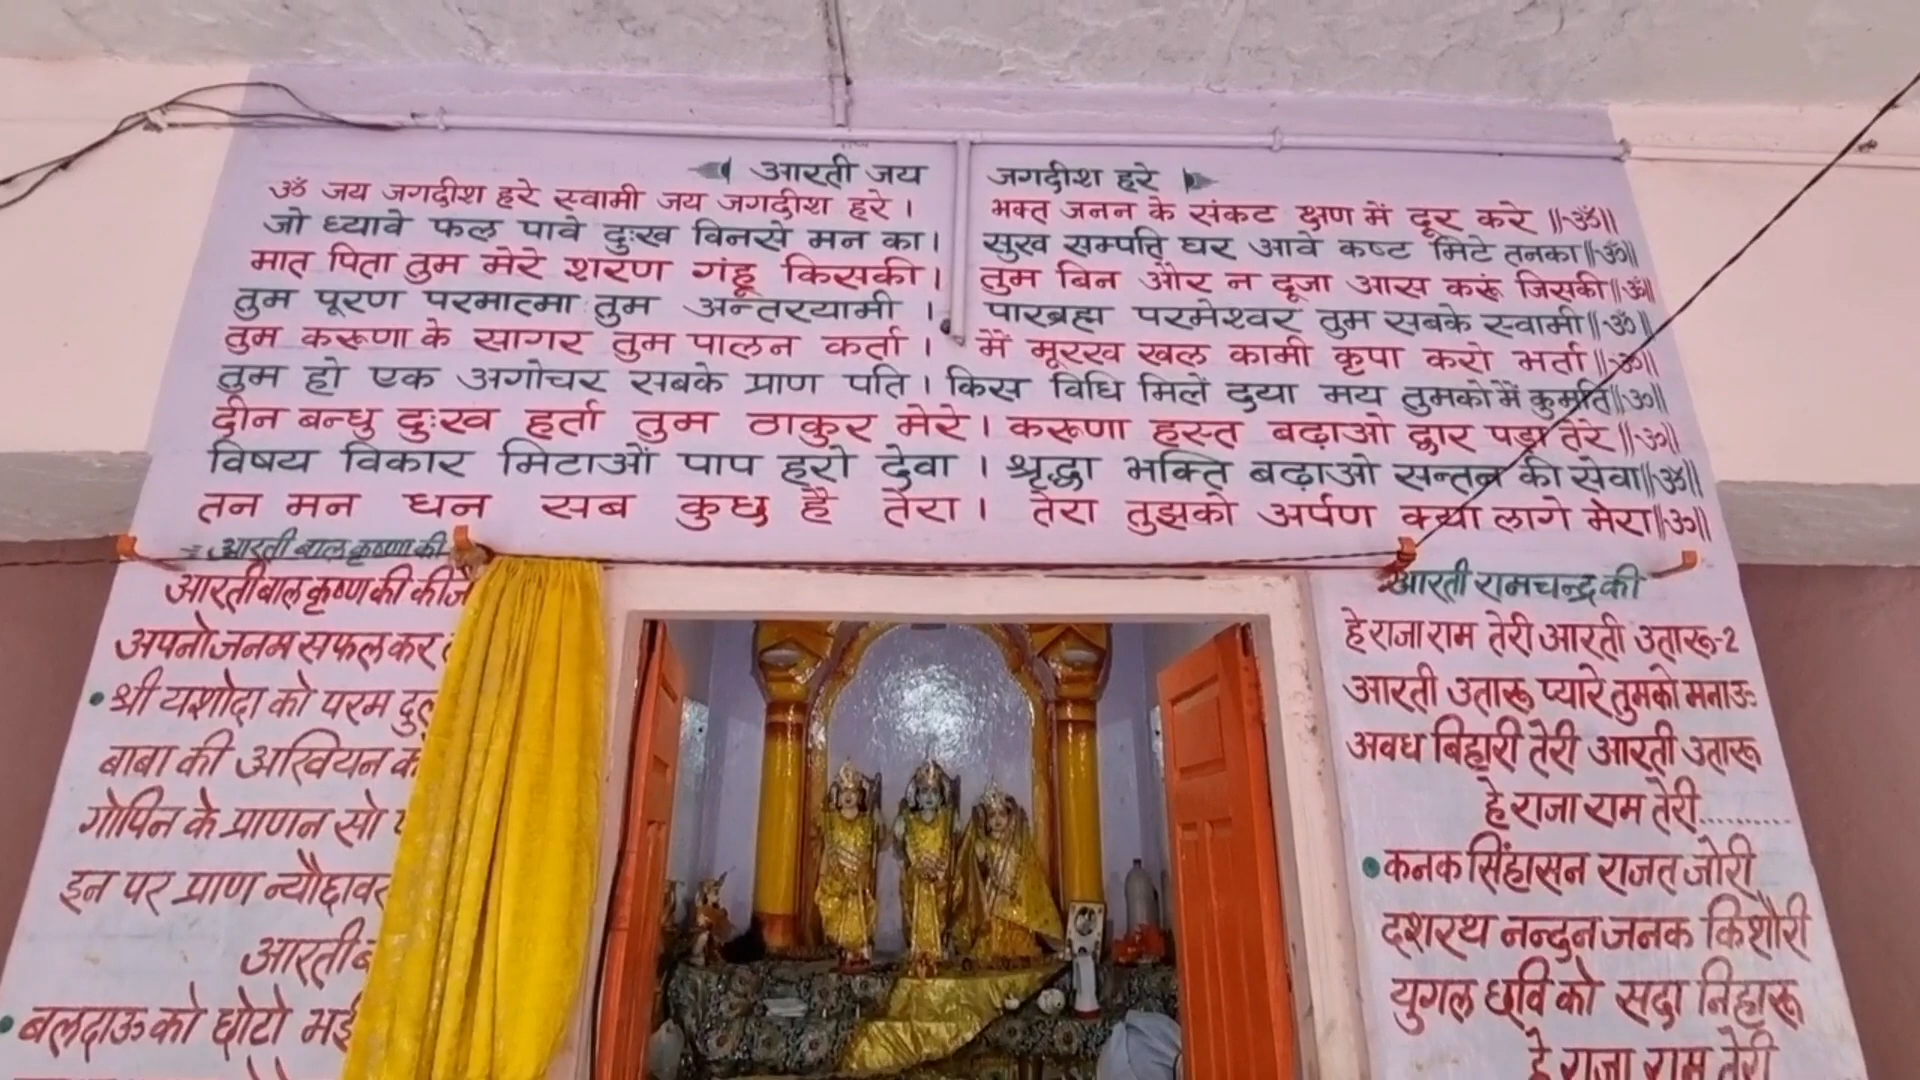 आरती जय जगदीश हरे
ॐ जय जगदीश हरे स्वामी जय जगदीश हरे । भक्त जनन के संकट क्षण में दूर करे ॥ॐ॥
जो ध्यावे फल पावे दुःख विनसे मन का । सुख सम्पत्ति घर आवे कष्ट मिटे तनका ॥ॐ॥
मात पिता तुम मेरे शरण गंहू किसकी । तुम बिन और न दूजा आस करूं जिसकी ॥ॐ॥
तुम पूरण परमात्मा तुम अन्तरयामी । पारब्रह्म परमेश्वर तुम सबके स्वामी ॥ॐ॥
तुम करूणा के सागर तुम पालन कर्ता । मैं मूरख खल कामी कृपा करो भर्ता ॥ॐ॥
तुम हो एक अगोचर सबके प्राण पति । किस विधि मिलें दया मय तुमको मैं कुमति ॥ॐ॥
दीन बन्धु दुःख हर्ता तुम ठाकुर मेरे । करूणा हस्त बढ़ाओ द्वार पड़ा तेरे ॥ॐ॥
विषय विकार मिटाओं पाप हरो देवा । श्रृद्धा भक्ति बढ़ाओ सन्तन की सेवा ॥ॐ॥
तन मन धन सब कुछ है तेरा । तेरा तुझको अर्पण क्या लागे मेरा ॥ॐ॥
आरती बाल कृष्णा की
आरती बाल कृष्ण की
अपनो जनम सफल कर
श्री यशोदा को परम
बाबा की अखियन
गोपिन के प्राणन सो
इन पर प्राण
आरती
बलदाऊ को छोटो
आरती रामचन्द्र की
हे राजा राम तेरी आरती उतारू-2
आरती उतारू प्यारे तुमको मनाऊ
अवध बिहारी तेरी आरती उतारू
हे राजा राम तेरी..........
कनक सिंहासन राजत जोरी
दशरथ नन्दन जनक किशौरी
युगल छवि को सदा निहारू
हे राजा राम तेरी